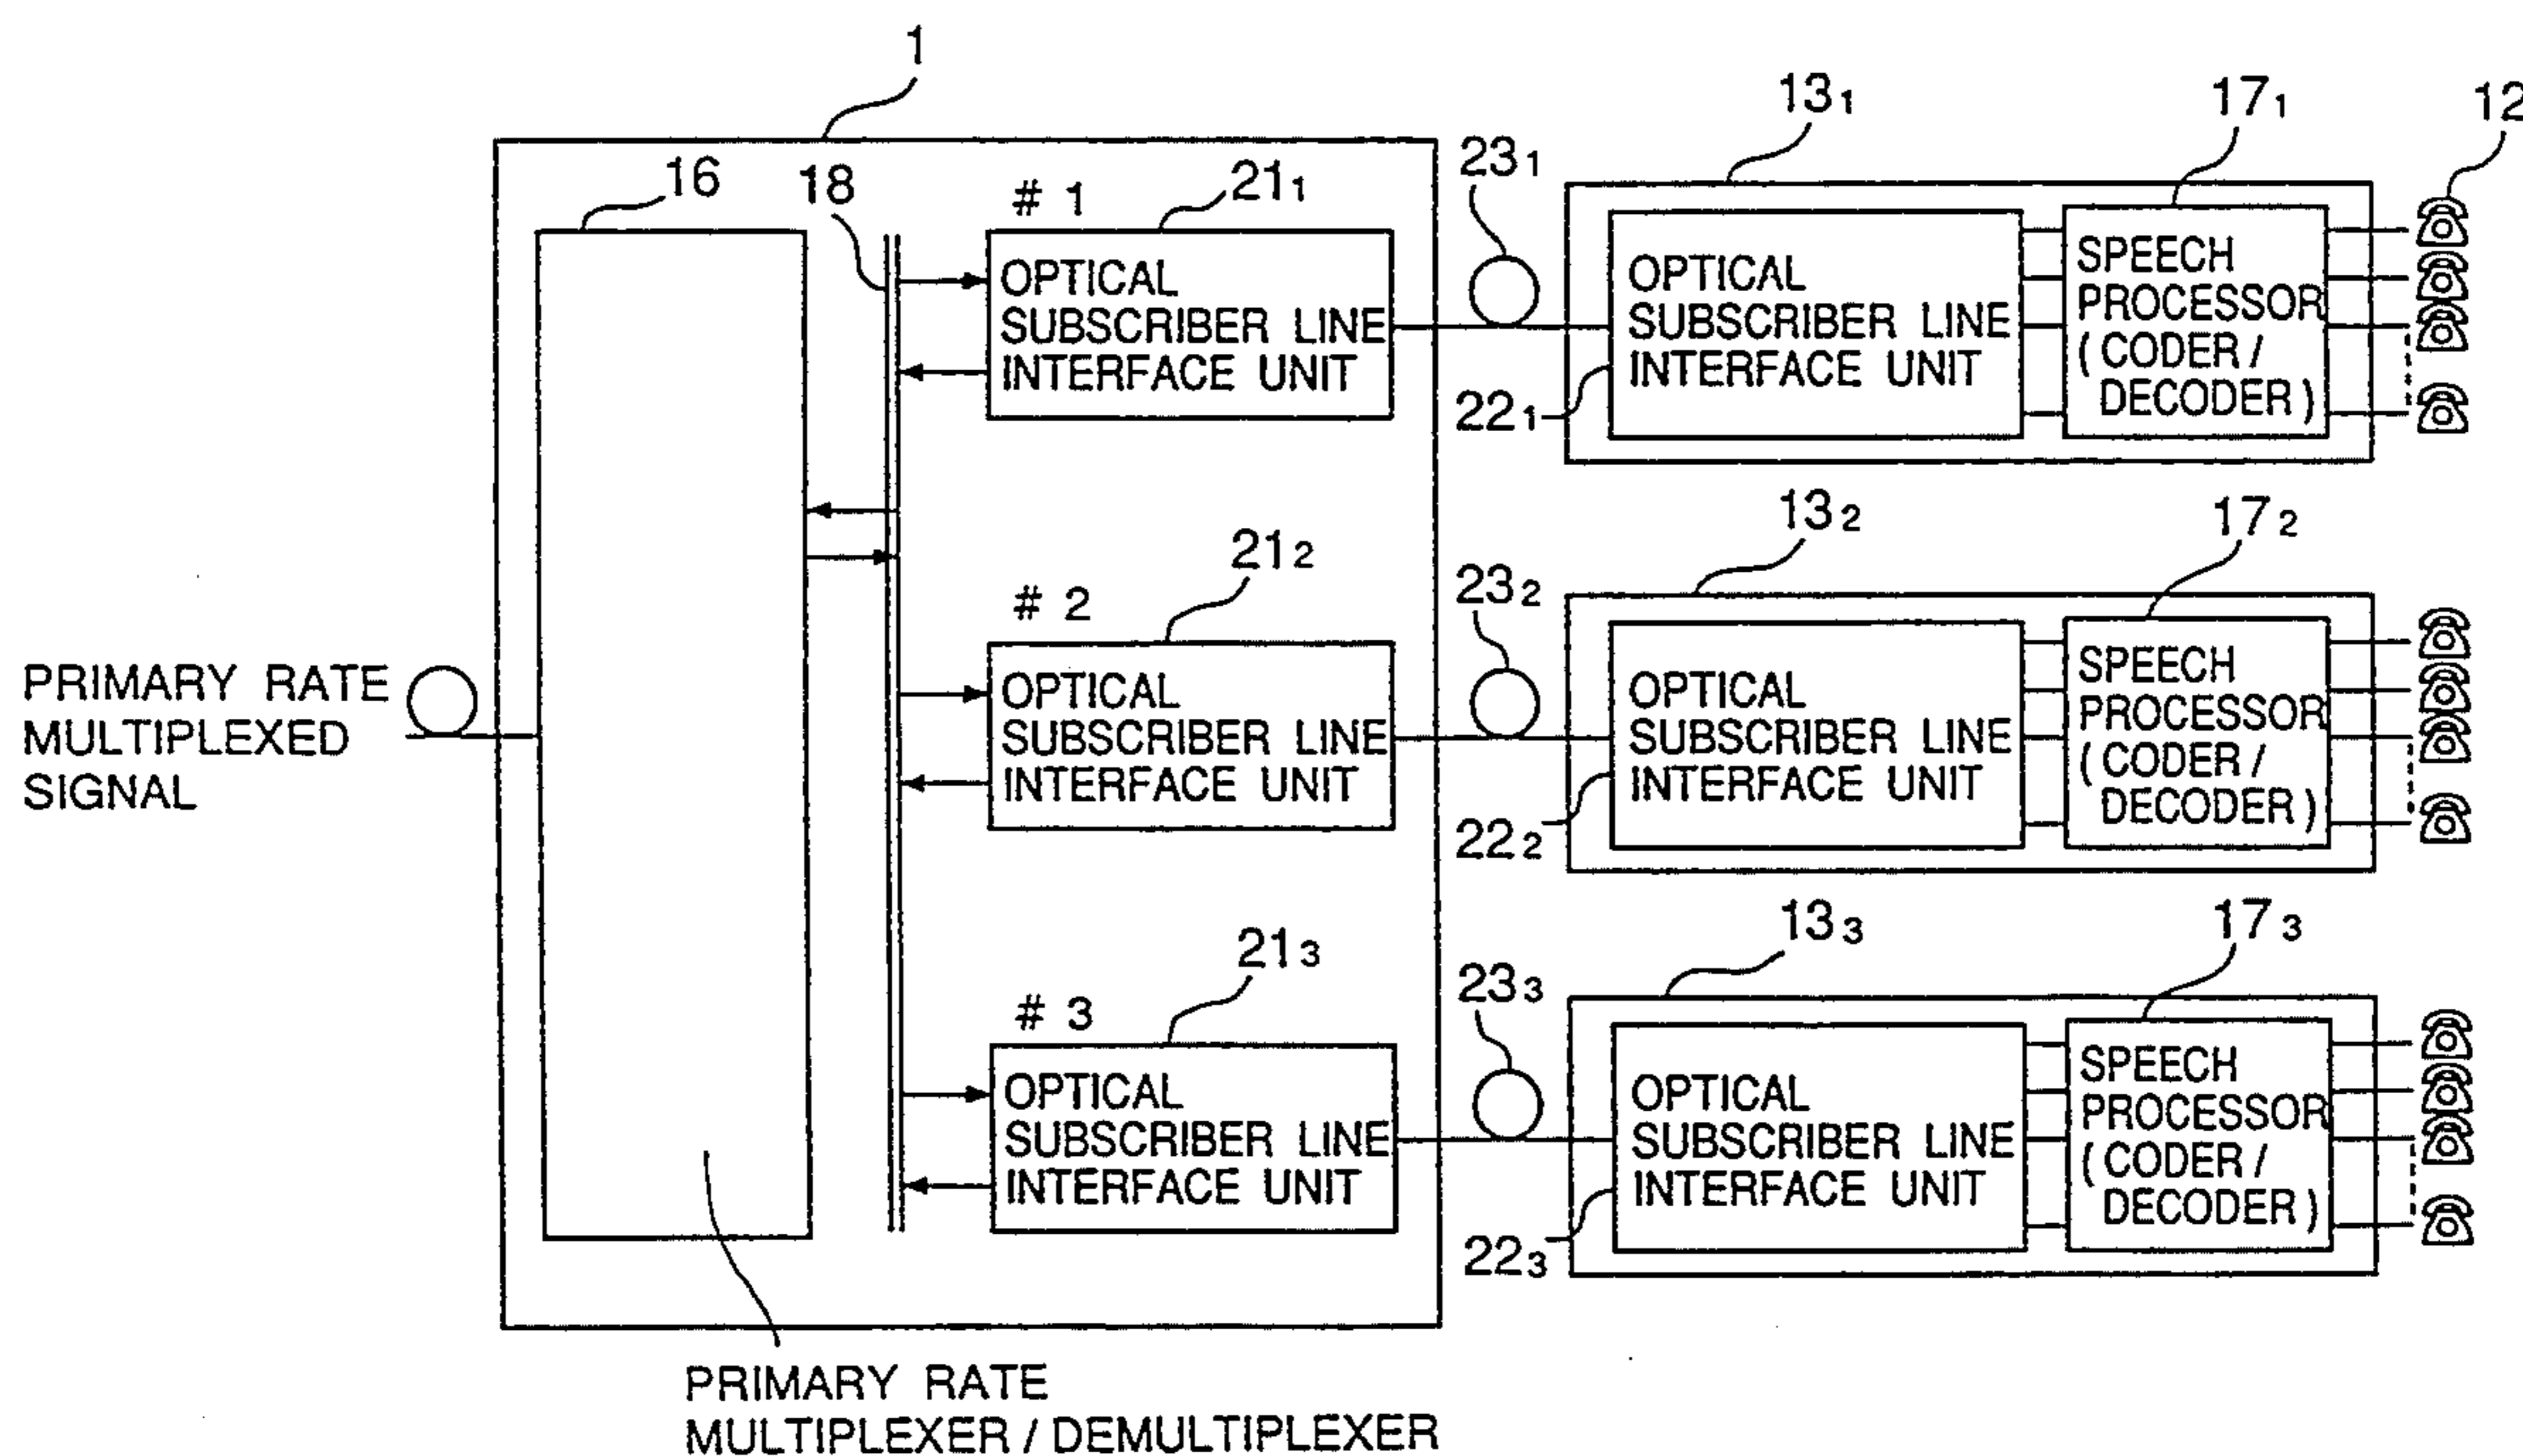 1
16
18
# 1
21₁
OPTICAL
SUBSCRIBER LINE
INTERFACE UNIT
23₁
13₁
17₁
12
OPTICAL
SUBSCRIBER LINE
INTERFACE UNIT
22₁
SPEECH
PROCESSOR
( CODER /
DECODER )
# 2
21₂
OPTICAL
SUBSCRIBER LINE
INTERFACE UNIT
23₂
13₂
17₂
OPTICAL
SUBSCRIBER LINE
INTERFACE UNIT
22₂
SPEECH
PROCESSOR
( CODER /
DECODER )
PRIMARY RATE
MULTIPLEXED
SIGNAL
# 3
21₃
OPTICAL
SUBSCRIBER LINE
INTERFACE UNIT
23₃
13₃
17₃
OPTICAL
SUBSCRIBER LINE
INTERFACE UNIT
22₃
SPEECH
PROCESSOR
( CODER /
DECODER )
PRIMARY RATE
MULTIPLEXER / DEMULTIPLEXER